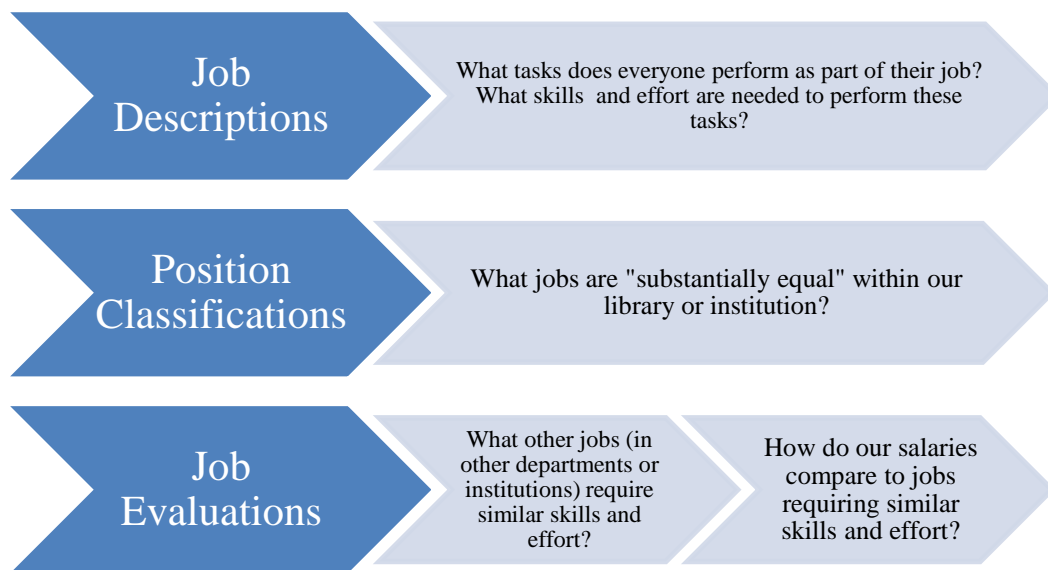 Job
Descriptions
What tasks does everyone perform as part of their job?
What skills and effort are needed to perform these
tasks?
Position
Classifications
What jobs are "substantially equal" within our
library or institution?
Job
Evaluations
What other jobs (in
other departments or
institutions) require
similar skills and
effort?
How do our salaries
compare to jobs
requiring similar
skills and effort?